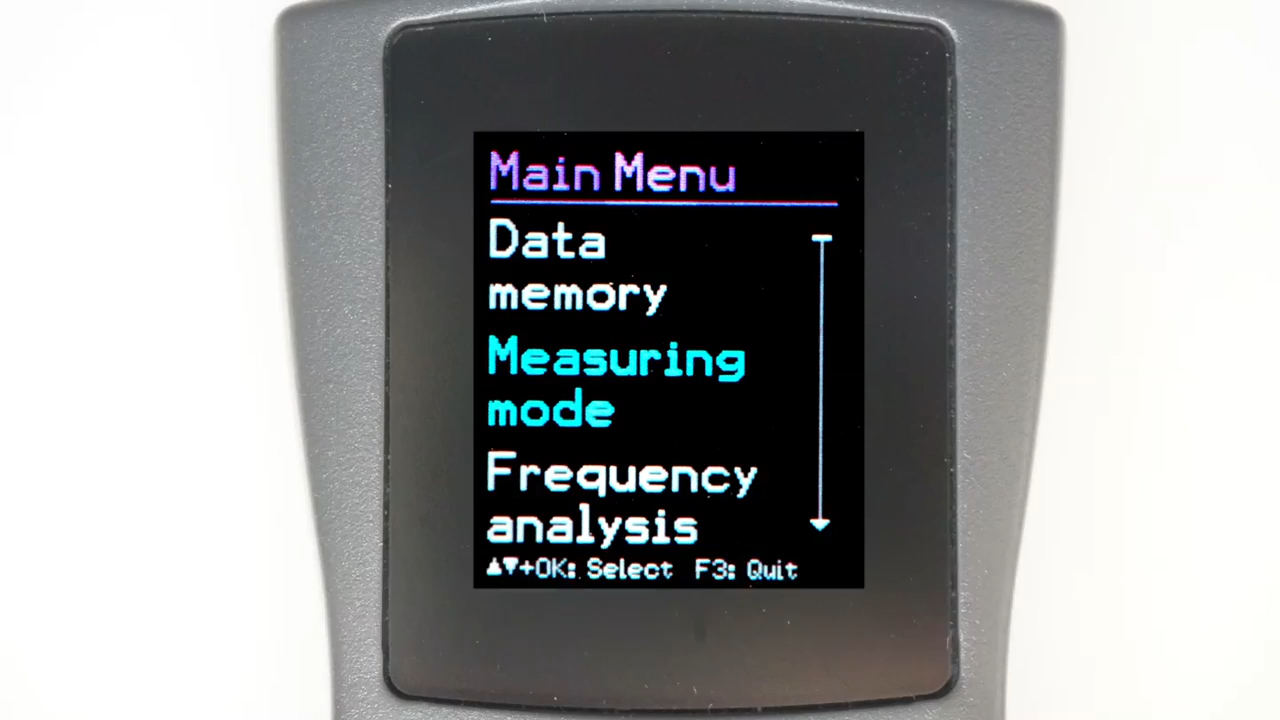 Main Menu
Data
memory
Measuring
mode
Frequency
analysis
▲▼+OK: Select F3: Quit